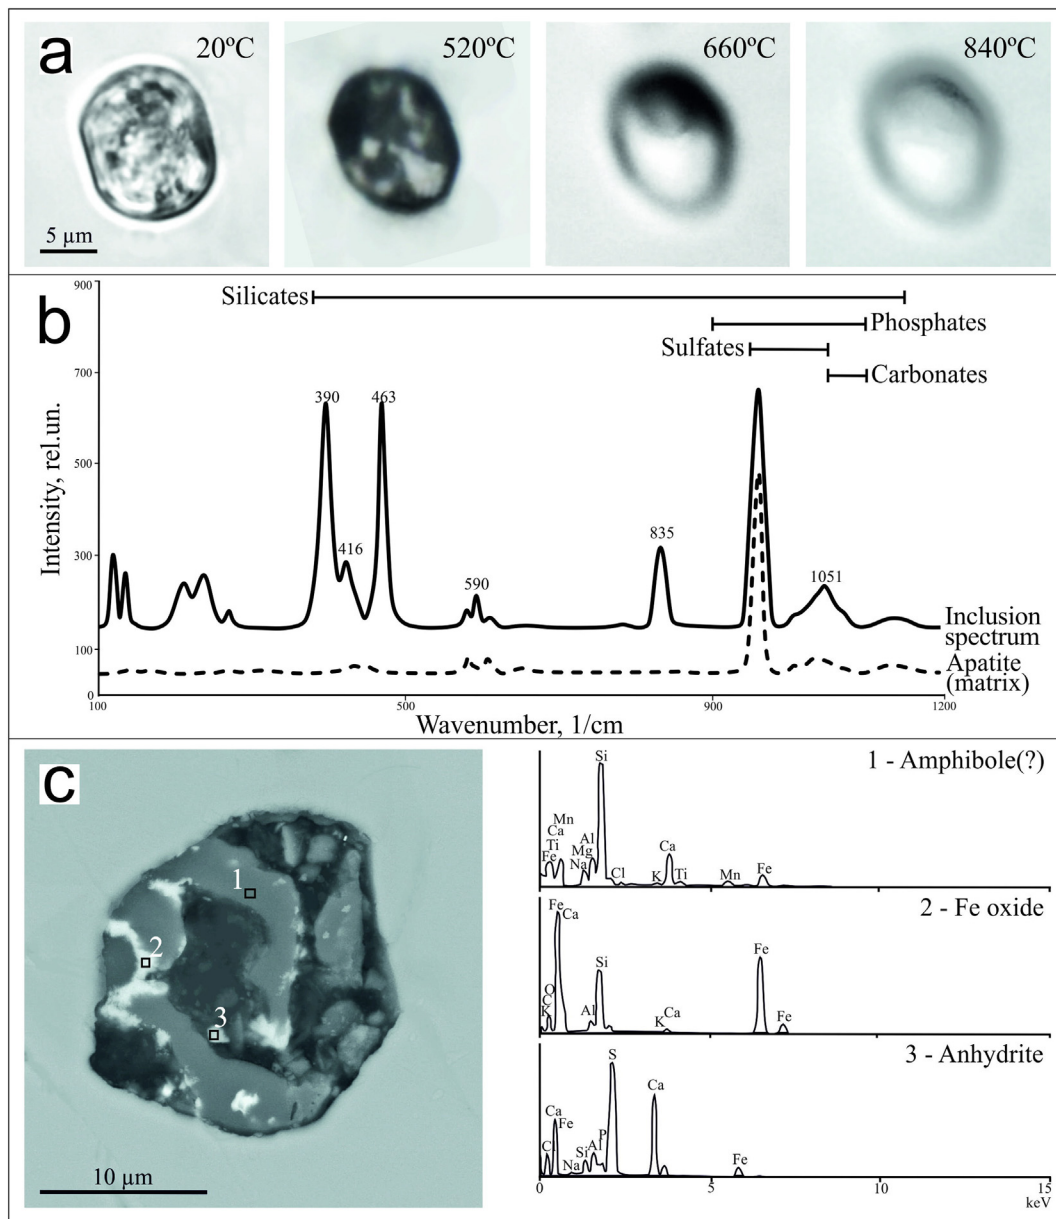 a
20ºC
520ºC
660ºC
840ºC
5 µm
b
900
700
500
300
100
0
Intensity, rel.un.
Silicates
Phosphates
Sulfates
Carbonates
390
463
416
590
835
1051
Inclusion
spectrum
Apatite
(matrix)
100
500
900
1200
Wavenumber, 1/cm
c
1
2
3
10 µm
1 - Amphibole(?)
Si
Mn
Ca
Ti
Fe
Al
Mg
Na
Cl
K
Ca
Ti
Mn
Fe
2 - Fe oxide
Fe
Ca
O
C
K
Al
Si
K
Ca
Fe
Fe
3 - Anhydrite
S
Ca
Ca
Fe
C
Na
Si
Al
P
Fe
0
5
10
15
keV